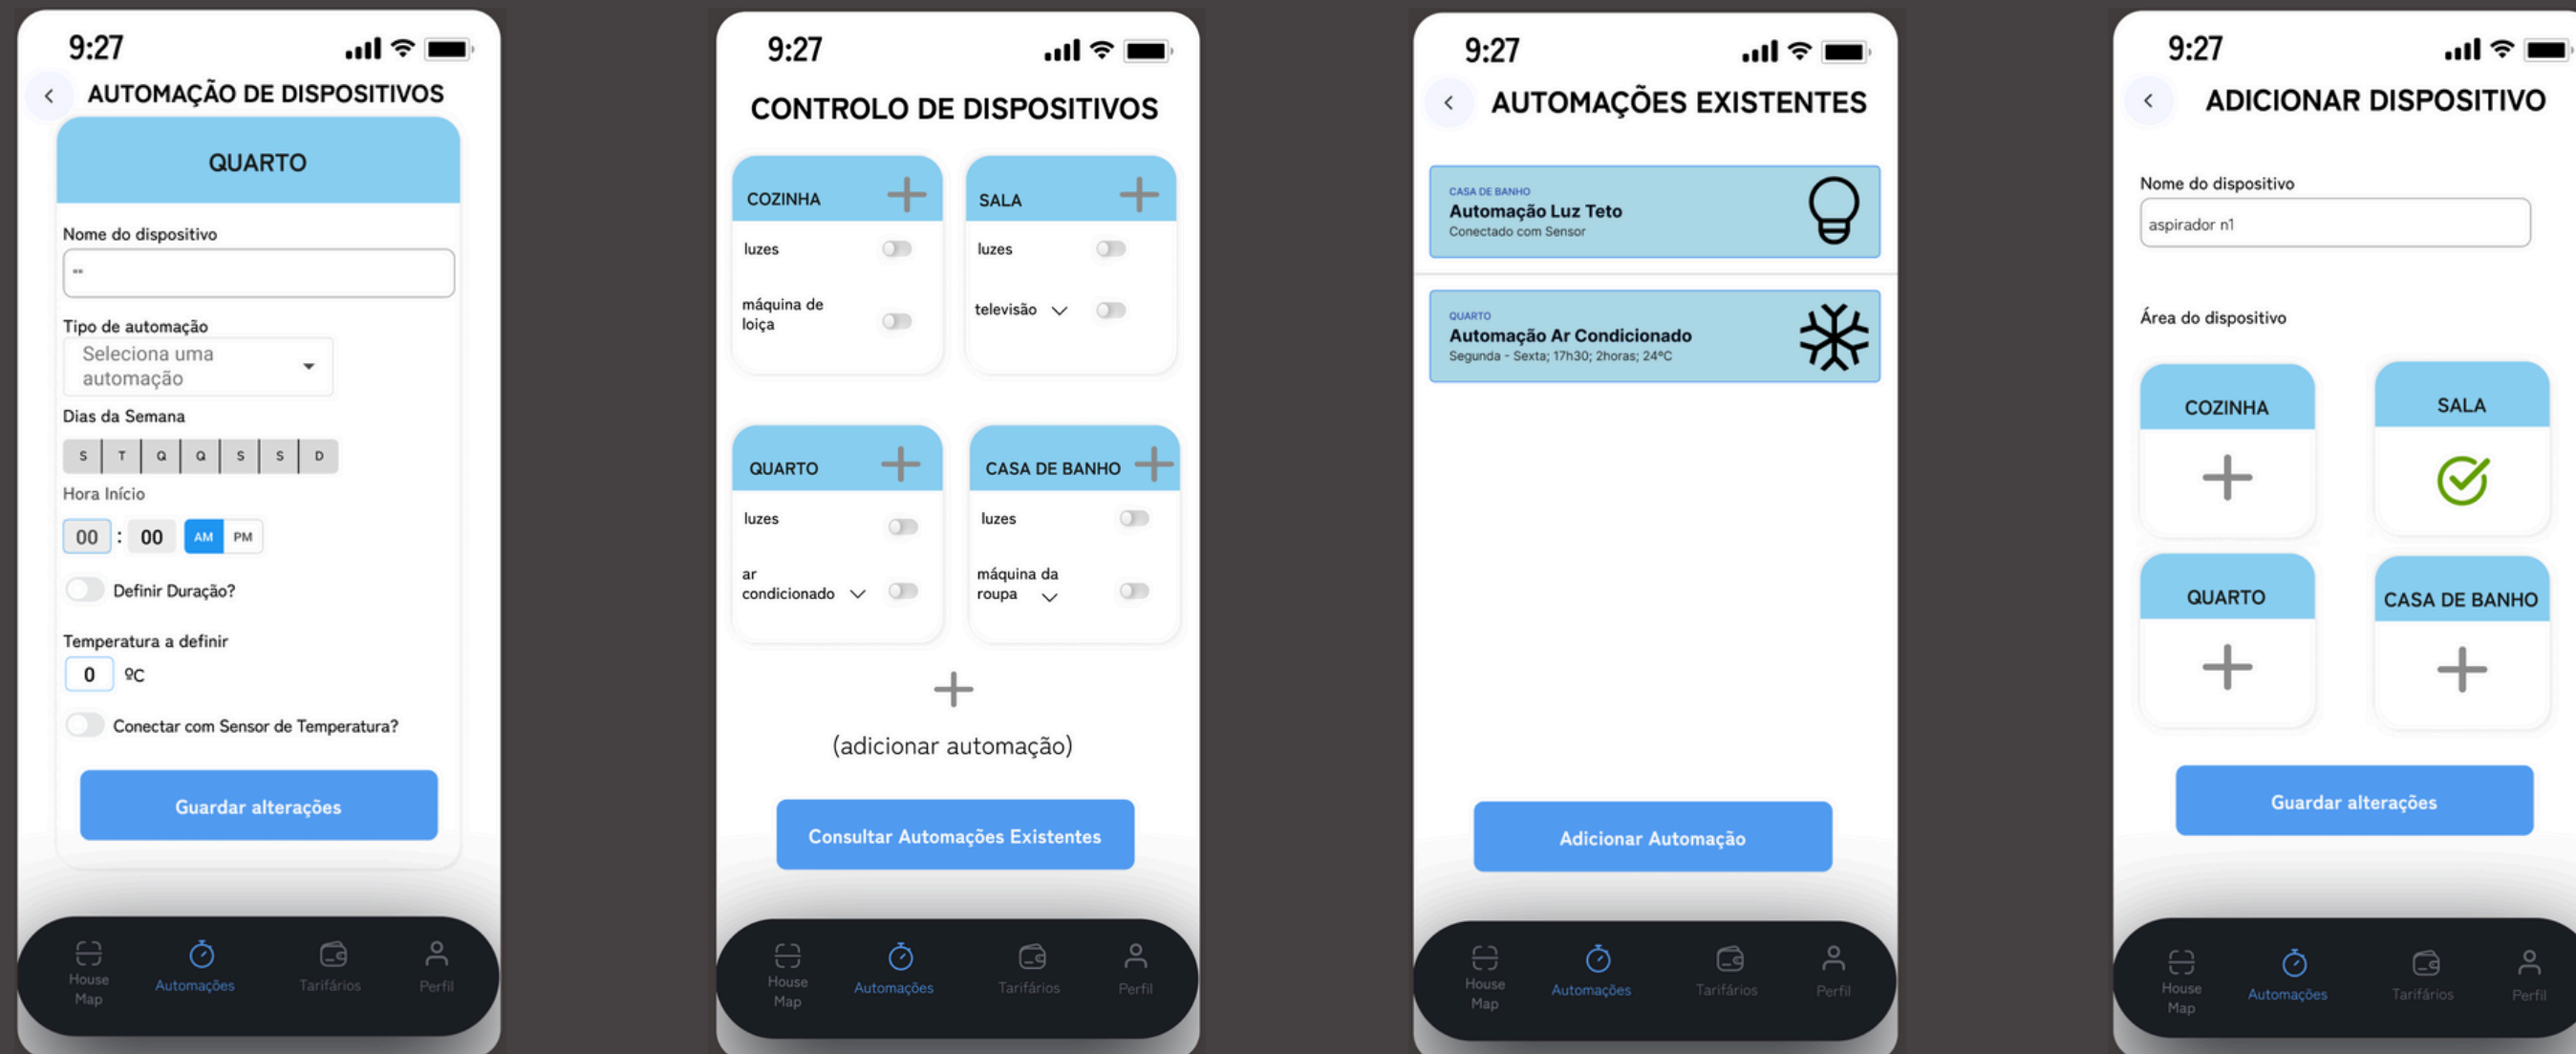 9:27
AUTOMAÇÃO DE DISPOSITIVOS
QUARTO
Nome do dispositivo
--
Tipo de automação
Seleciona uma
automação
Dias da Semana
S T Q Q S S D
Hora Início
00 : 00 AM PM
Definir Duração?
Temperatura a definir
0 ºC
Conectar com Sensor de Temperatura?
Guardar alterações
House
Map
Automações
Tarifários
Perfil
9:27
CONTROLO DE DISPOSITIVOS
COZINHA
luzes
máquina de
loiça
SALA
luzes
televisão
QUARTO
luzes
ar
condicionado
CASA DE BANHO
luzes
máquina da
roupa
(adicionar automação)
Consultar Automações Existentes
House
Map
Automações
Tarifários
Perfil
9:27
AUTOMAÇÕES EXISTENTES
CASA DE BANHO
Automação Luz Teto
Conectado com Sensor
QUARTO
Automação Ar Condicionado
Segunda - Sexta; 17h30; 2horas; 24ºC
Adicionar Automação
House
Map
Automações
Tarifários
Perfil
9:27
ADICIONAR DISPOSITIVO
Nome do dispositivo
aspirador n1
Área do dispositivo
COZINHA
SALA
QUARTO
CASA DE BANHO
Guardar alterações
House
Map
Automações
Tarifários
Perfil